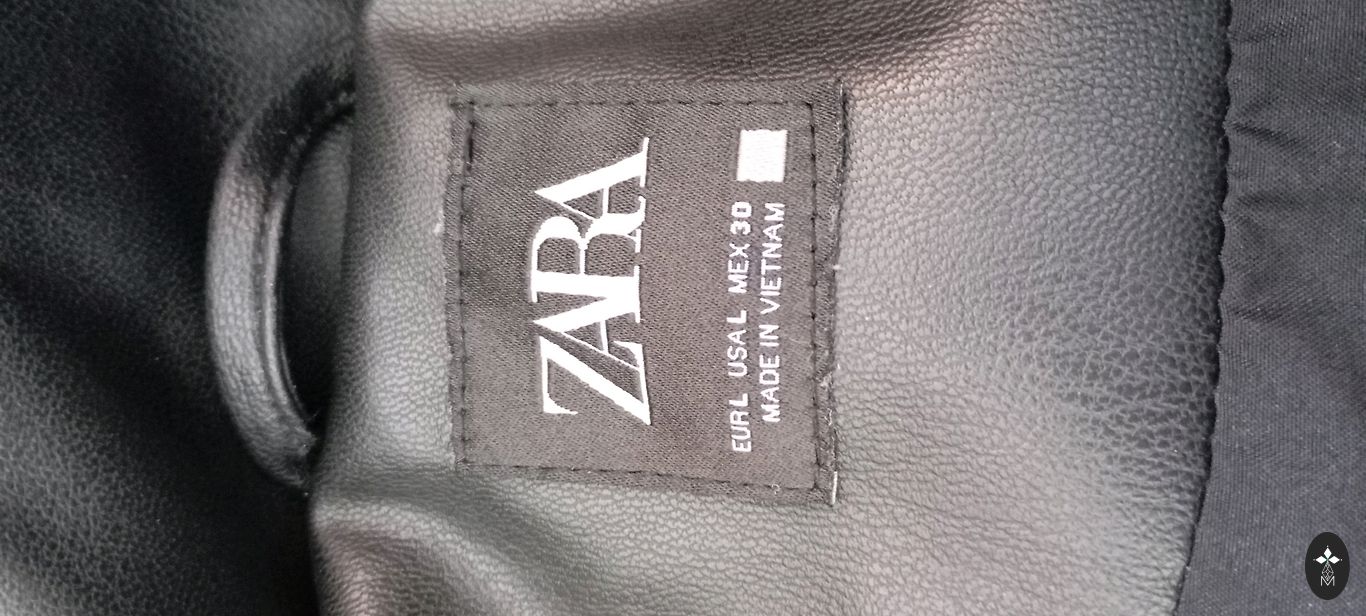 ZARA
EUR L USA L MEX 30
MADE IN VIETNAM
M